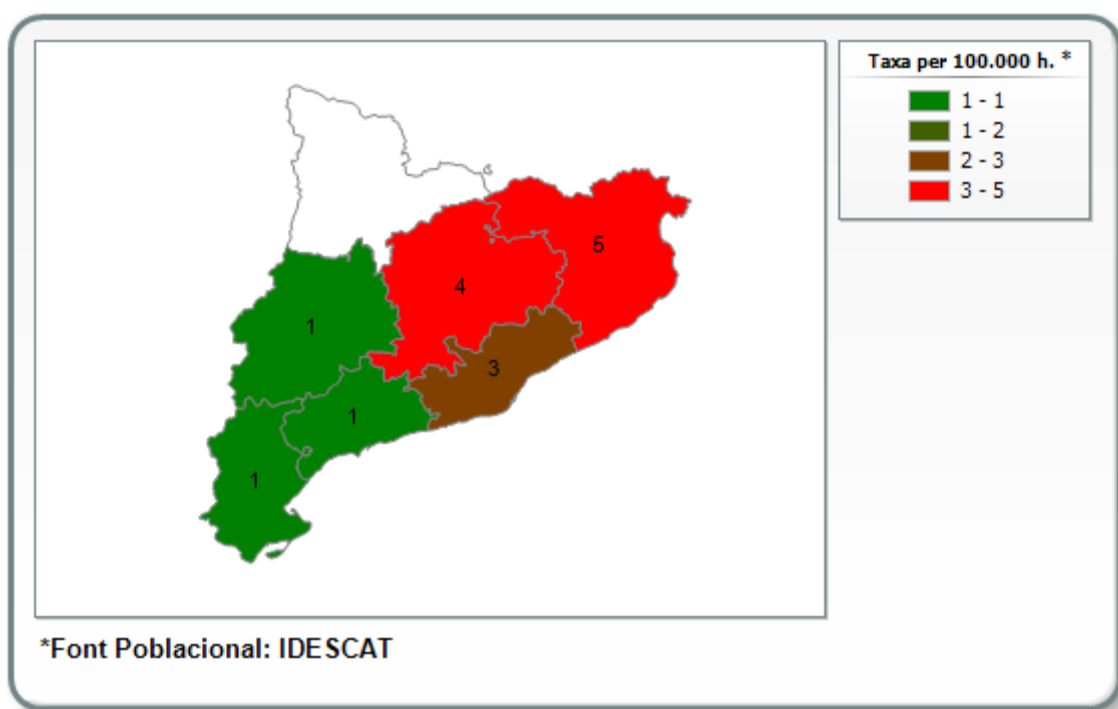 Taxa per 100.000 h. *
1 - 1
1 - 2
2 - 3
3 - 5
5
4
1
3
1
1
*Font Poblacional: IDESCAT